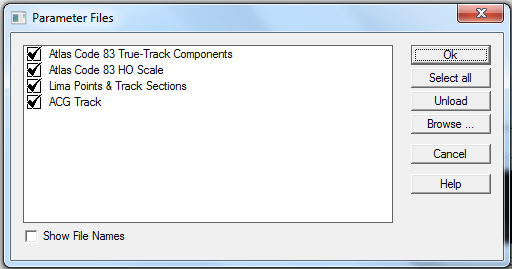 Parameter Files
Atlas Code 83 True-Track Components
Atlas Code 83 HO Scale
Lima Points & Track Sections
ACG Track
Ok
Select all
Unload
Browse ...
Cancel
Help
Show File Names